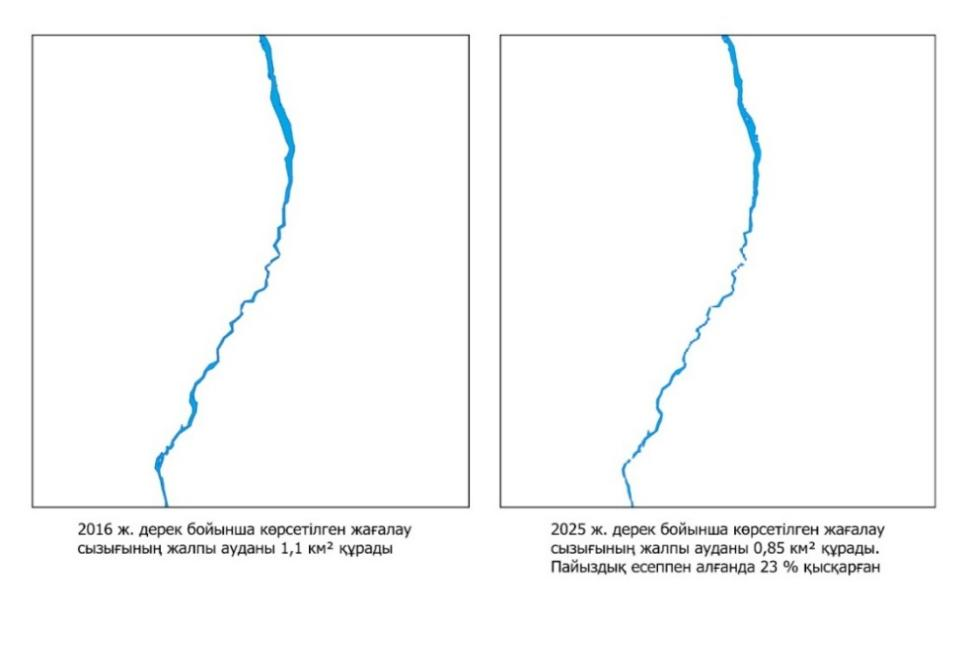 2016 ж. дерек бойынша көрсетілген жағалау
сызығының жалпы ауданы 1,1 км² құрады
2025 ж. дерек бойынша көрсетілген жағалау
сызығының жалпы ауданы 0,85 км² құрады.
Пайыздық есеппен алғанда 23 % қысқарған